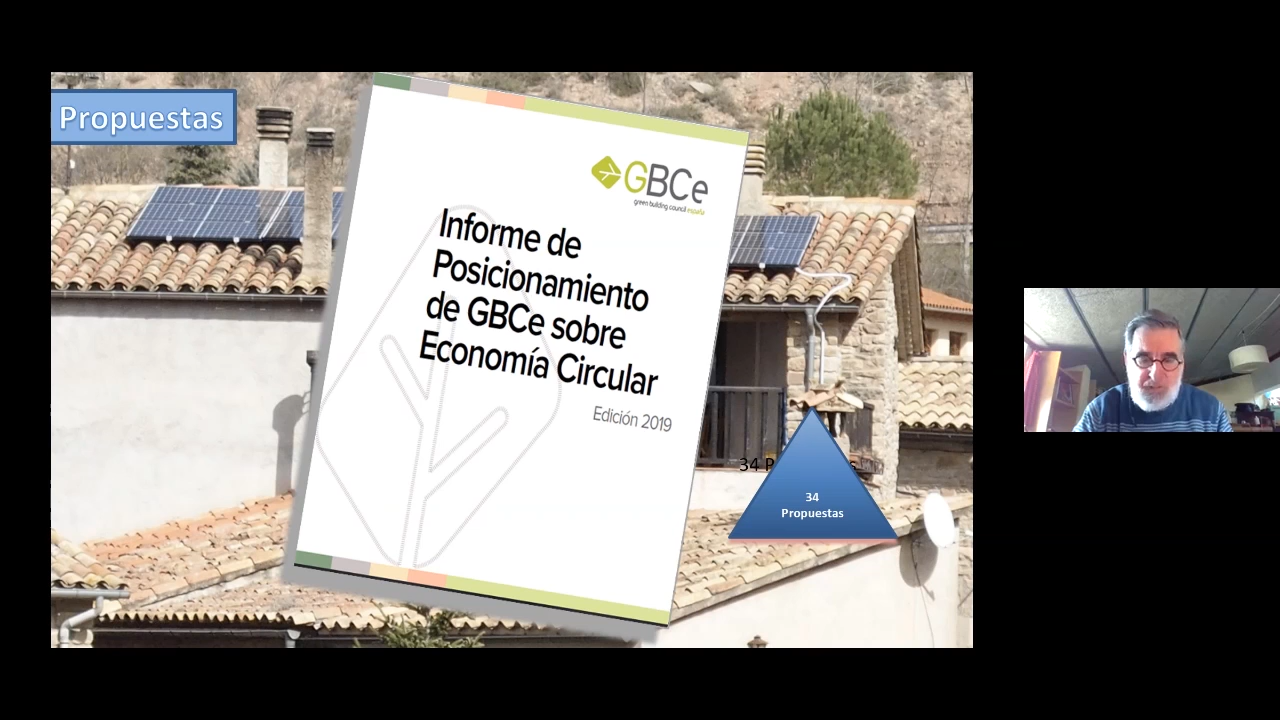 Propuestas
GBCe
green building council españa
Informe de
Posicionamiento
de GBCe sobre
Economía Circular
Edición 2019
34
Propuestas